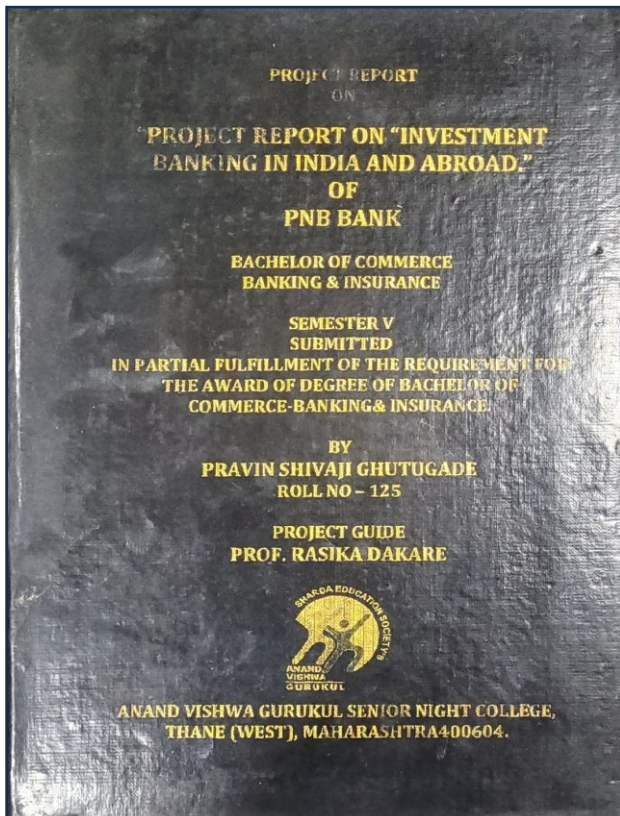 PROJECT REPORT
ON
"PROJECT REPORT ON "INVESTMENT
BANKING IN INDIA AND ABROAD."
OF
PNB BANK
BACHELOR OF COMMERCE
BANKING & INSURANCE
SEMESTER V
SUBMITTED
IN PARTIAL FULFILLMENT OF THE REQUIREMENT FOR
THE AWARD OF DEGREE OF BACHELOR OF
COMMERCE-BANKING& INSURANCE.
BY
PRAVIN SHIVAJI GHUTUGADE
ROLL NO – 125
PROJECT GUIDE
PROF. RASIKA DAKARE
SHARDA EDUCATION SOCIETY'S
ANAND
VISHWA
GURUKUL
ANAND VISHWA GURUKUL SENIOR NIGHT COLLEGE,
THANE (WEST), MAHARASHTRA400604.